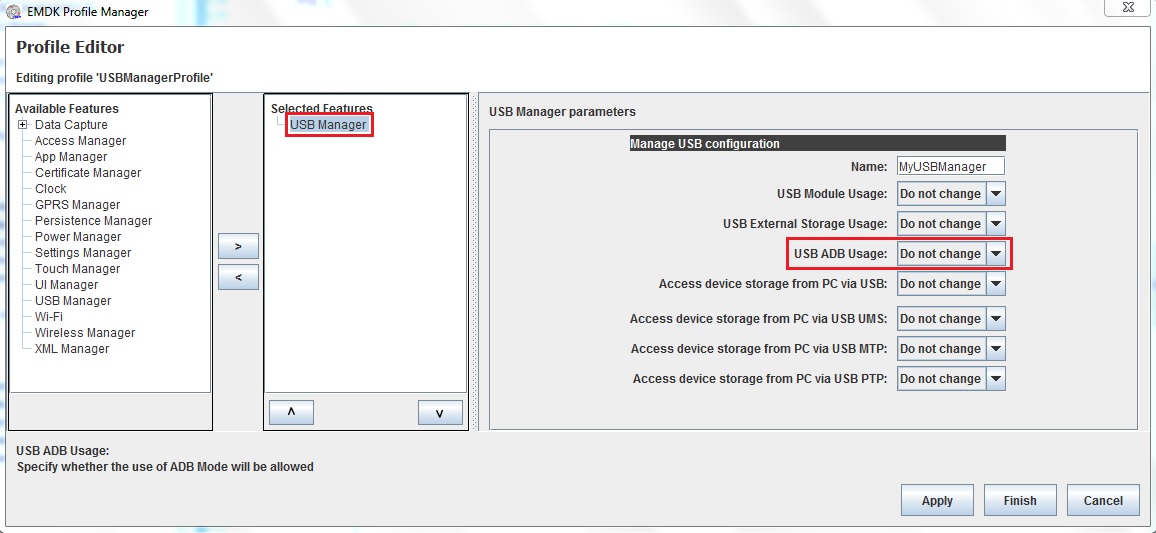 EMDK Profile Manager
Profile Editor
Editing profile 'USBManagerProfile'
Available Features
Data Capture
Access Manager
App Manager
Certificate Manager
Clock
GPRS Manager
Persistence Manager
Power Manager
Settings Manager
Touch Manager
UI Manager
USB Manager
Wi-Fi
Wireless Manager
XML Manager
>
<
Selected Features
USB Manager
˄
˅
USB Manager parameters
Manage USB configuration
Name: MyUSBManager
USB Module Usage: Do not change
USB External Storage Usage: Do not change
USB ADB Usage: Do not change
Access device storage from PC via USB: Do not change
Access device storage from PC via USB UMS: Do not change
Access device storage from PC via USB MTP: Do not change
Access device storage from PC via USB PTP: Do not change
USB ADB Usage:
Specify whether the use of ADB Mode will be allowed
Apply Finish Cancel